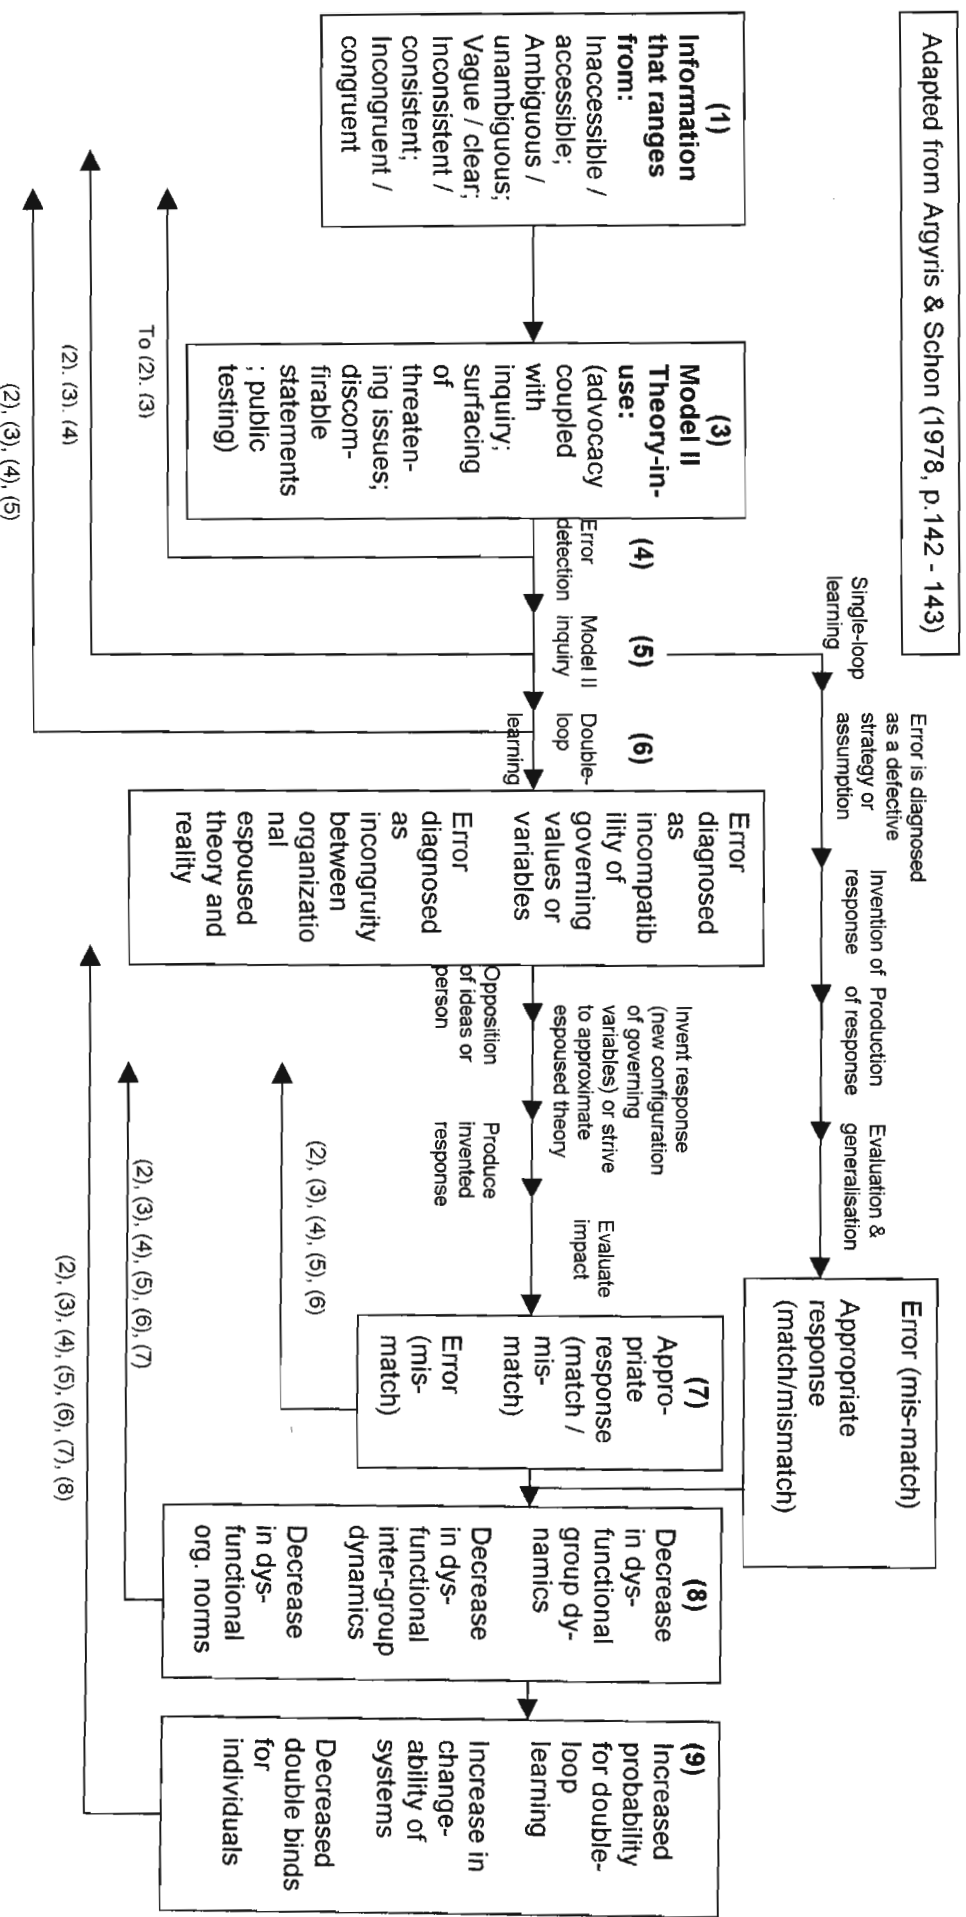 Adapted from Argyris & Schon (1978, p.142 - 143)
(1)
Information
that ranges
from:
Inaccessible /
accessible;
Ambiguous /
unambiguous;
Vague / clear;
Inconsistent /
consistent;
Incongruent /
congruent
(3)
Model II
Theory-in-
use:
(advocacy
coupled
with
inquiry;
surfacing
of
threaten-
ing issues;
discom-
firable
statements
; public
testing)
(4)
Error
detection
(5)
Model II
inquiry
(6)
Double-
loop
learning
Single-loop
learning
Error is diagnosed
as a defective
strategy or
assumption
Invention of
response
Production
of response
Evaluation &
generalisation
Error (mis-match)
Appropriate
response
(match/mismatch)
Error
diagnosed
as
incompatib
ility of
governing
values or
variables
Error
diagnosed
as
incongruity
between
organizatio
nal
espoused
theory and
reality
Invent response
(new configuration
of governing
variables) or strive
to approximate
espoused theory
Opposition
of ideas or
person
Produce
invented
response
Evaluate
impact
(7)
Appro-
priate
response
(match /
mis-
match)
Error
(mis-
match)
(8)
Decrease
in dys-
functional
group dy-
namics
Decrease
in dys-
functional
inter-group
dynamics
Decrease
in dys-
functional
org. norms
(9)
Increased
probability
for double-
loop
learning
Increase in
change-
ability of
systems
Decreased
double binds
for
individuals
To (2). (3)
(2). (3). (4)
(2), (3), (4), (5)
(2), (3), (4), (5), (6)
(2), (3), (4), (5), (6), (7)
(2), (3), (4), (5), (6), (7), (8)